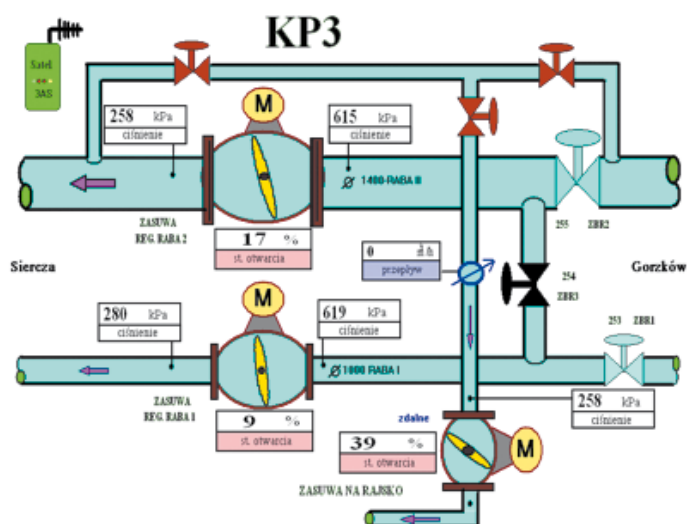 KP3
Satel
3AS
M
258 kPa
ciśnienie
615 kPa
ciśnienie
Ø 1400-RABA II
ZASUWA
REG. RABA 2
17 %
st. otwarcia
255 ZBR2
0
przepływ
Siercza
Gorzków
254
ZBR3
M
280 kPa
ciśnienie
619 kPa
ciśnienie
253 ZBR1
Ø 1000 RABA I
ZASUWA
REG. RABA 1
9 %
st. otwarcia
zdalne
258 kPa
ciśnienie
39 %
st. otwarcia
M
ZASUWA NA RAJSKO